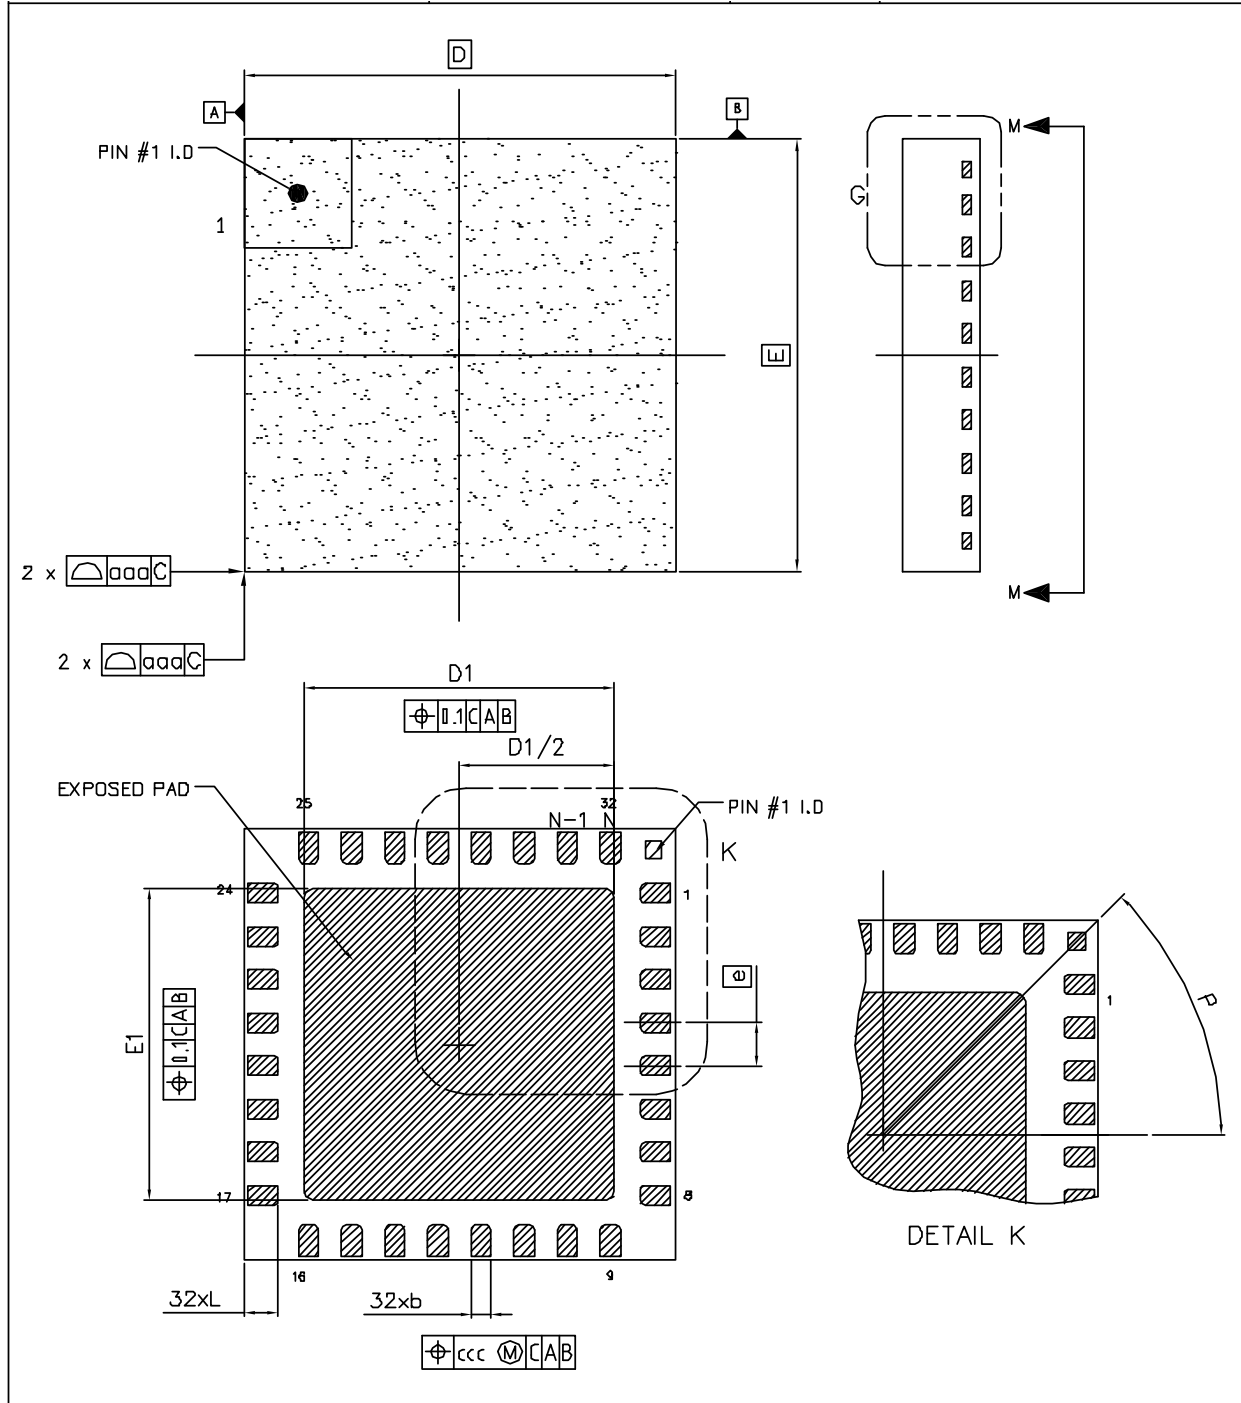 D
A
B
PIN #1 I.D
1
G
M
E
2 x aaa C
M
2 x aaa C
D1
0.1 C A B
D1/2
EXPOSED PAD
25
32
N-1 N
PIN #1 I.D
K
24
1
e
E1
0.1 C A B
17
8
16
9
32xL
32xb
ccc M C A B
1
P
DETAIL K